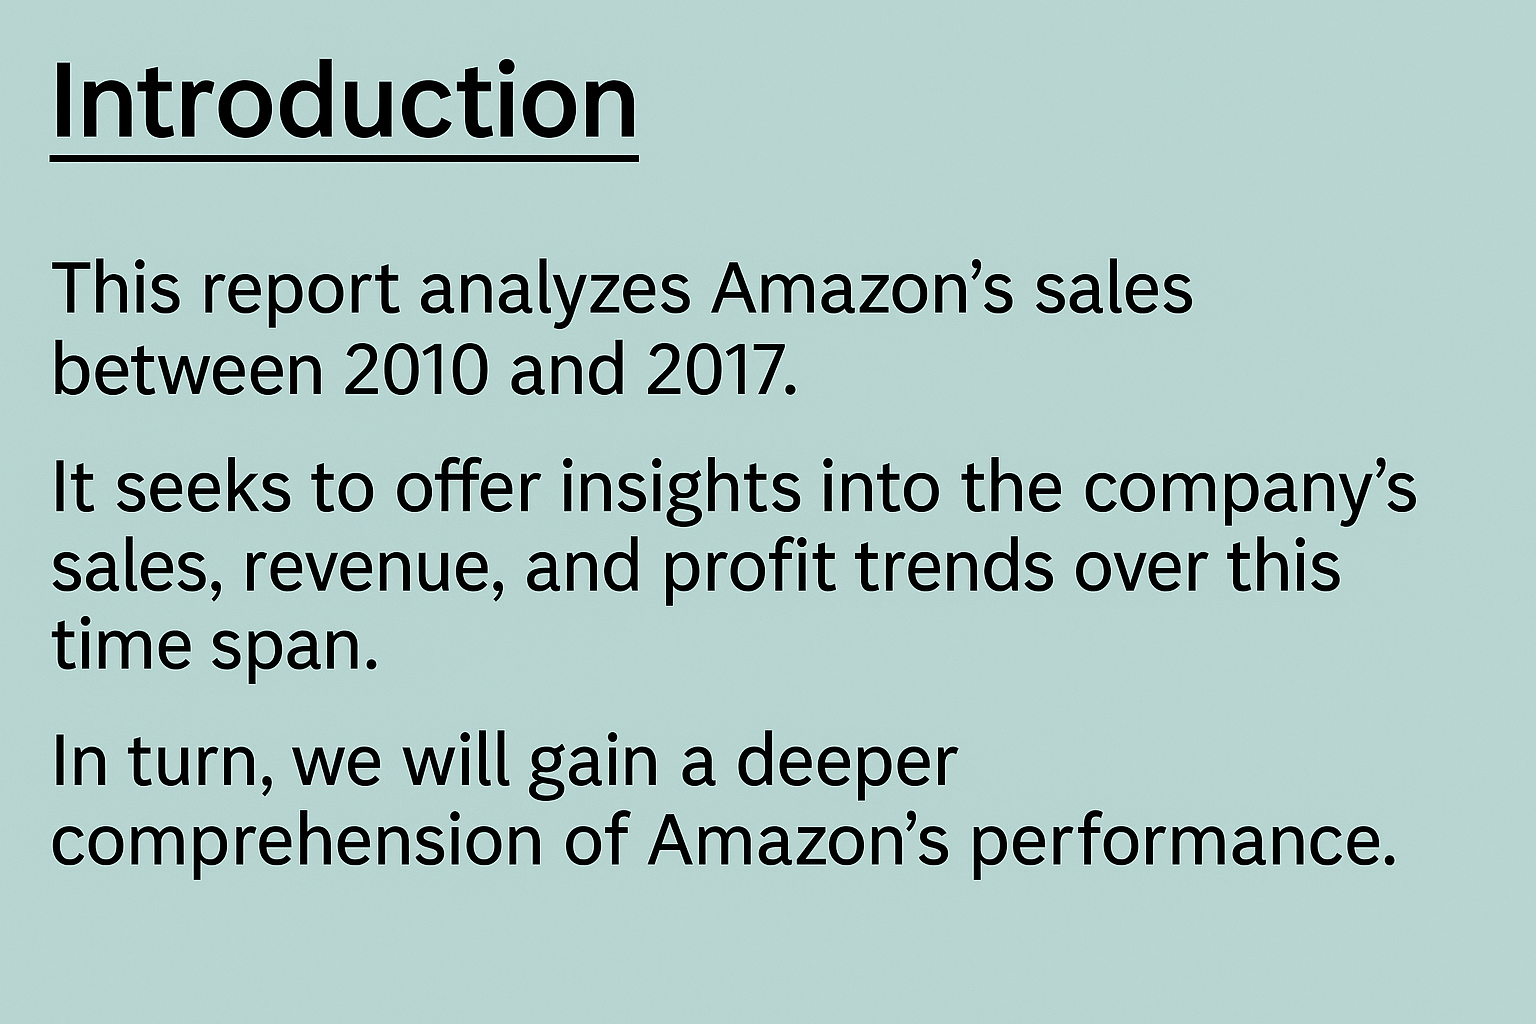 Introduction
This report analyzes Amazon’s sales
between 2010 and 2017.
It seeks to offer insights into the company’s
sales, revenue, and profit trends over this
time span.
In turn, we will gain a deeper
comprehension of Amazon’s performance.